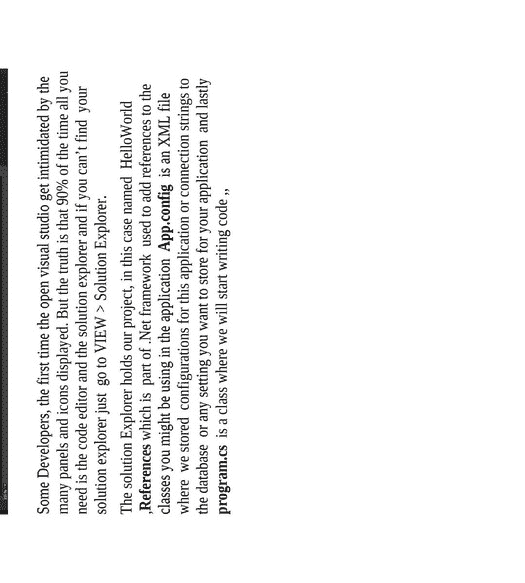 Some Developers, the first time the open visual studio get intimidated by the
many panels and icons displayed. But the truth is that 90% of the time all you
need is the code editor and the solution explorer and if you can't find  your
solution explorer just  go to VIEW > Solution Explorer.
The solution Explorer holds our project, in this case named  HelloWorld
,References which is  part of .Net framework  used to add references to the
classes you might be using in the application App.config  is an XML file
where  we stored  configurations for this application or connection strings to
the database  or any setting you want to store for your application  and lastly
program.cs  is a class where we will start writing code ,,